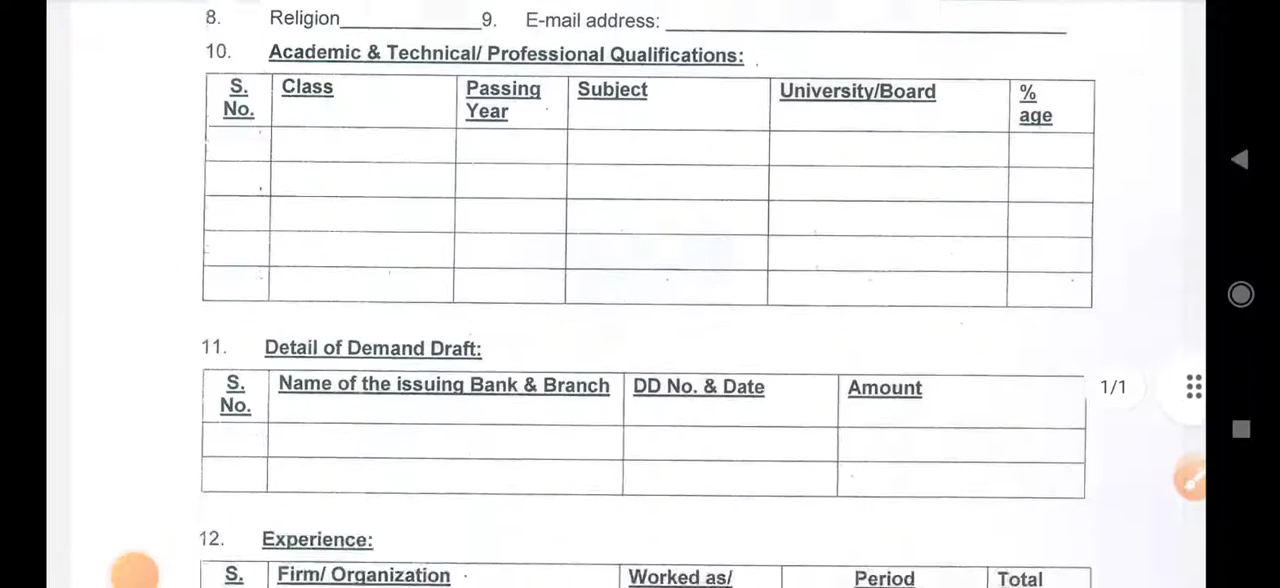 8. Religion____________9. E-mail address: ____________________________________
10. Academic & Technical/ Professional Qualifications:
S. No. Class Passing Year Subject University/Board % age
11. Detail of Demand Draft:
S. No. Name of the issuing Bank & Branch DD No. & Date Amount
1/1
12. Experience:
S. Firm/ Organization Worked as/ Period Total